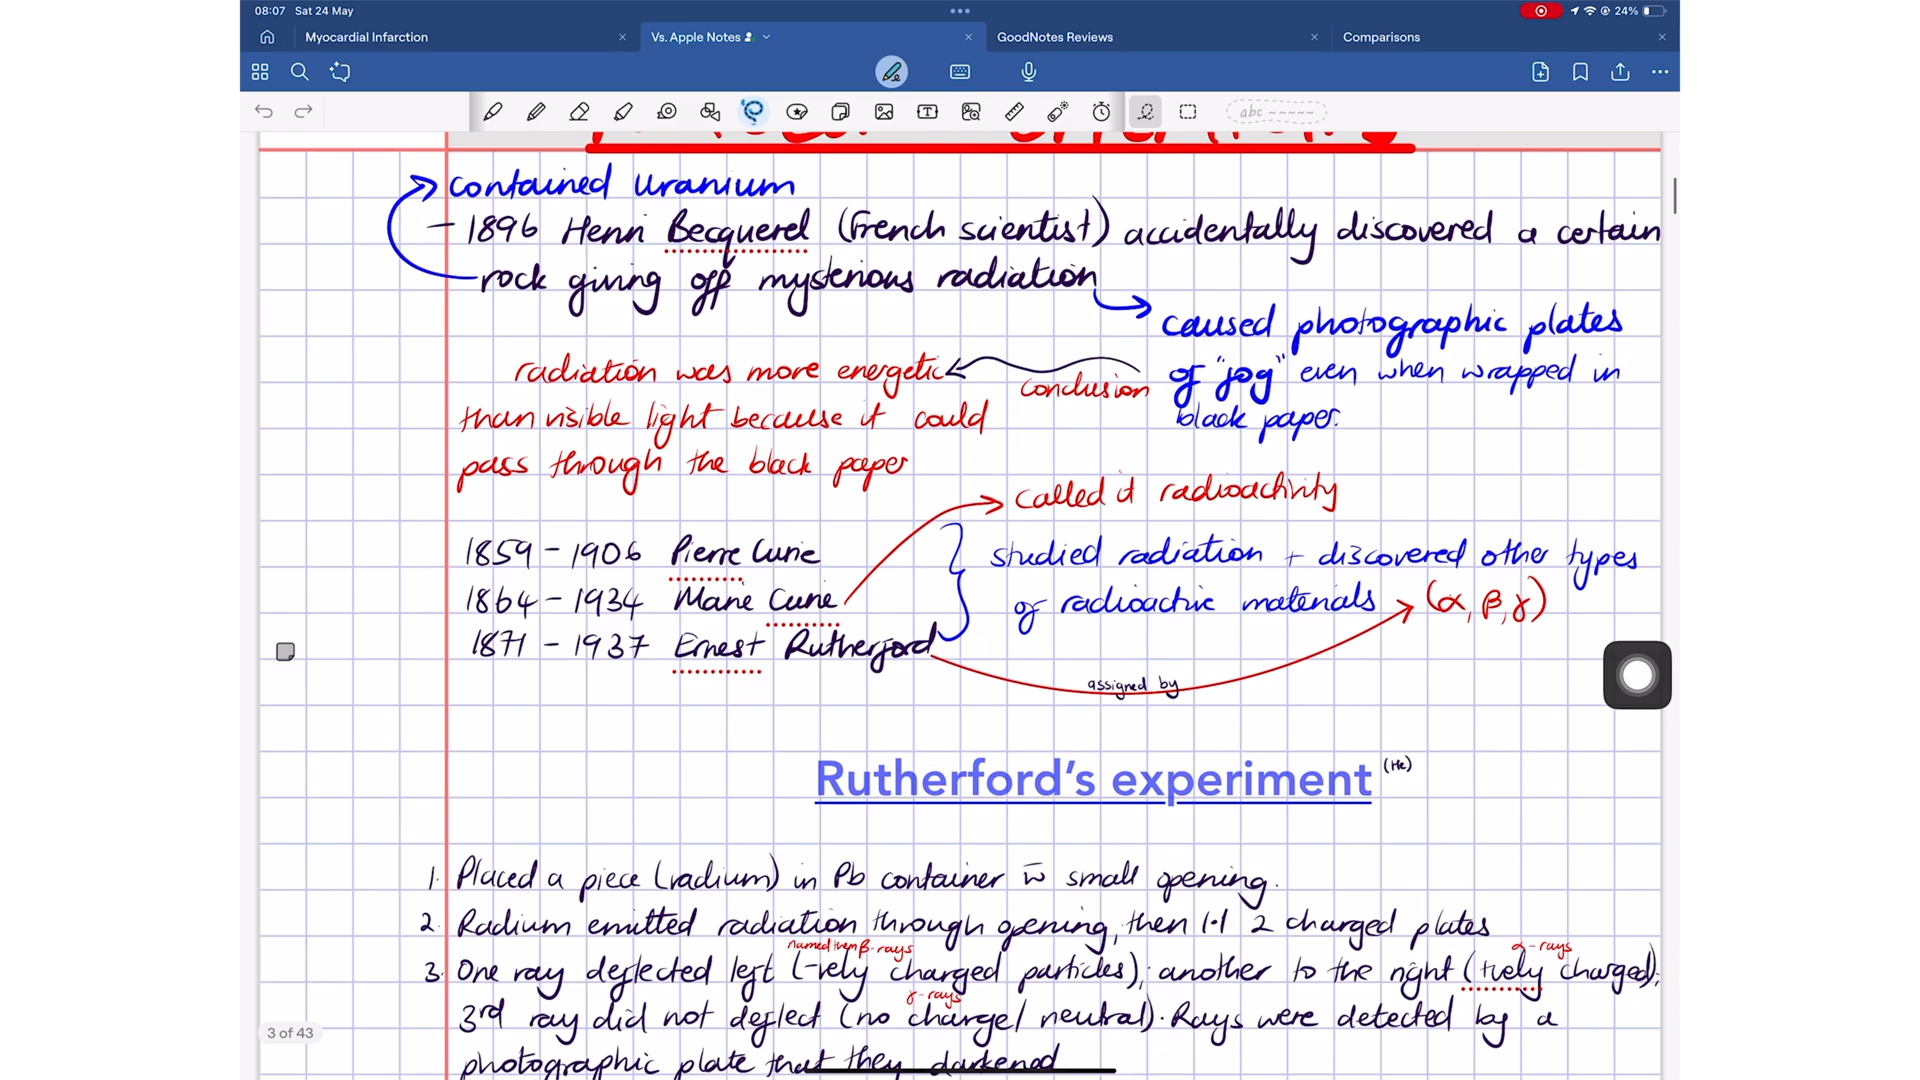 08:07 Sat 24 May
24%
Myocardial Infarction
Vs. Apple Notes
GoodNotes Reviews
Comparisons
abc
contained Uranium
- 1896 Henri Becquerel (French scientist) accidentally discovered a certain
rock giving off mysterious radiation
caused photographic plates
of "jog" even when wrapped in
black paper.
conclusion
radiation was more energetic
than visible light because it could
pass through the black paper
called it radioactivity
1859 - 1906 Pierre Curie
1864 - 1934 Marie Curie
1871 - 1937 Ernest Rutherford
studied radiation + discovered other types
of radioactive materials
(α, β, γ)
assigned by
Rutherford's experiment (He)
1. Placed a piece (radium) in Pb container w̄ small opening.
2. Radium emitted radiation through opening, then 1·1 2 charged plates
named them β-rays
α-rays
3. One ray deflected left (-vely charged particles); another to the right (+vely charged);
γ-rays
3rd ray did not deflect (no charge/neutral). Rays were detected by a
photographic plate that they darkened
3 of 43